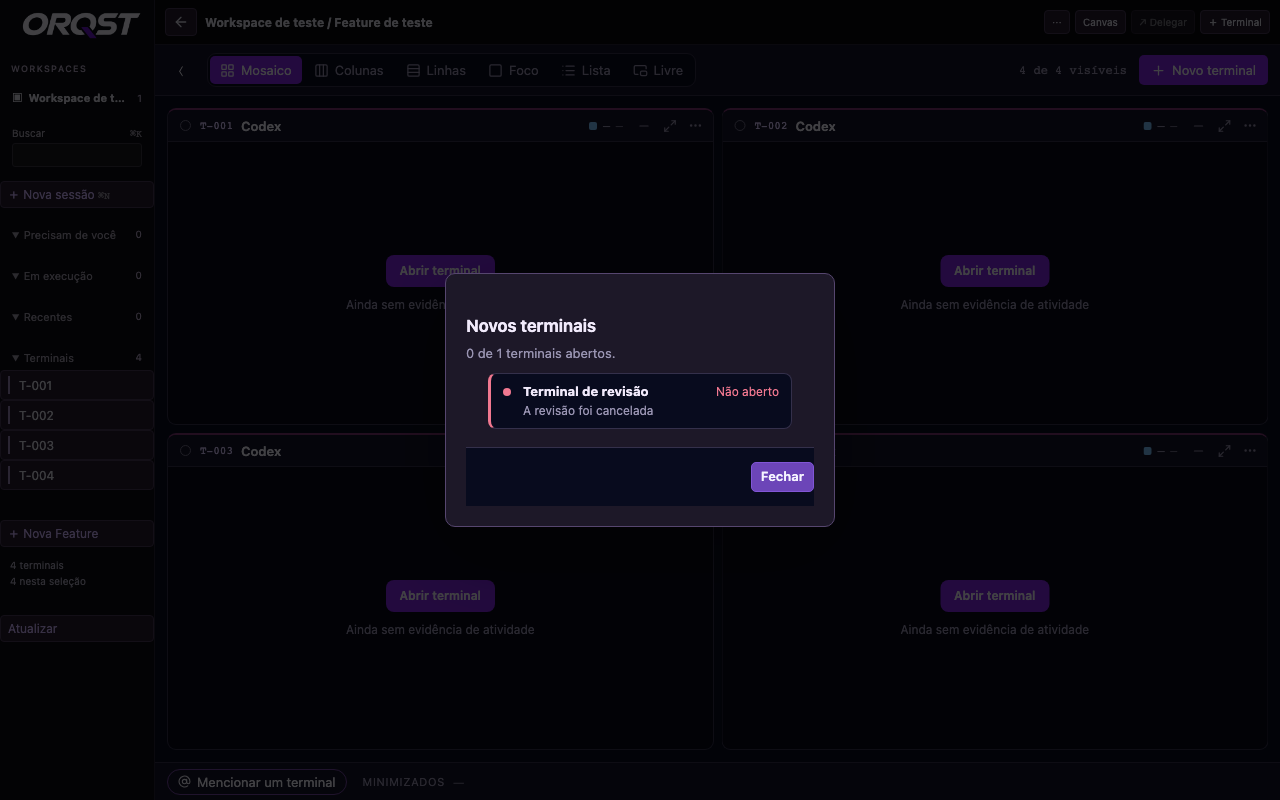 ORQST
WORKSPACES
Workspace de t... 1
Buscar ⌘K
+ Nova sessão ⌘N
▼ Precisam de você 0
▼ Em execução 0
▼ Recentes 0
▼ Terminais 4
T-001
T-002
T-003
T-004
+ Nova Feature
4 terminais
4 nesta seleção
Atualizar
← Workspace de teste / Feature de teste
··· Canvas ↗ Delegar + Terminal
‹ Mosaico Colunas Linhas Foco Lista Livre
4 de 4 visíveis + Novo terminal
T-001 Codex — — — ···
Abrir terminal
Ainda sem evidên
T-002 Codex — — — ···
Abrir terminal
Ainda sem evidência de atividade
T-003 Codex
Abrir terminal
Ainda sem evidência de atividade
— — — ···
Abrir terminal
Ainda sem evidência de atividade
Novos terminais
0 de 1 terminais abertos.
Terminal de revisão Não aberto
A revisão foi cancelada
Fechar
@ Mencionar um terminal MINIMIZADOS —